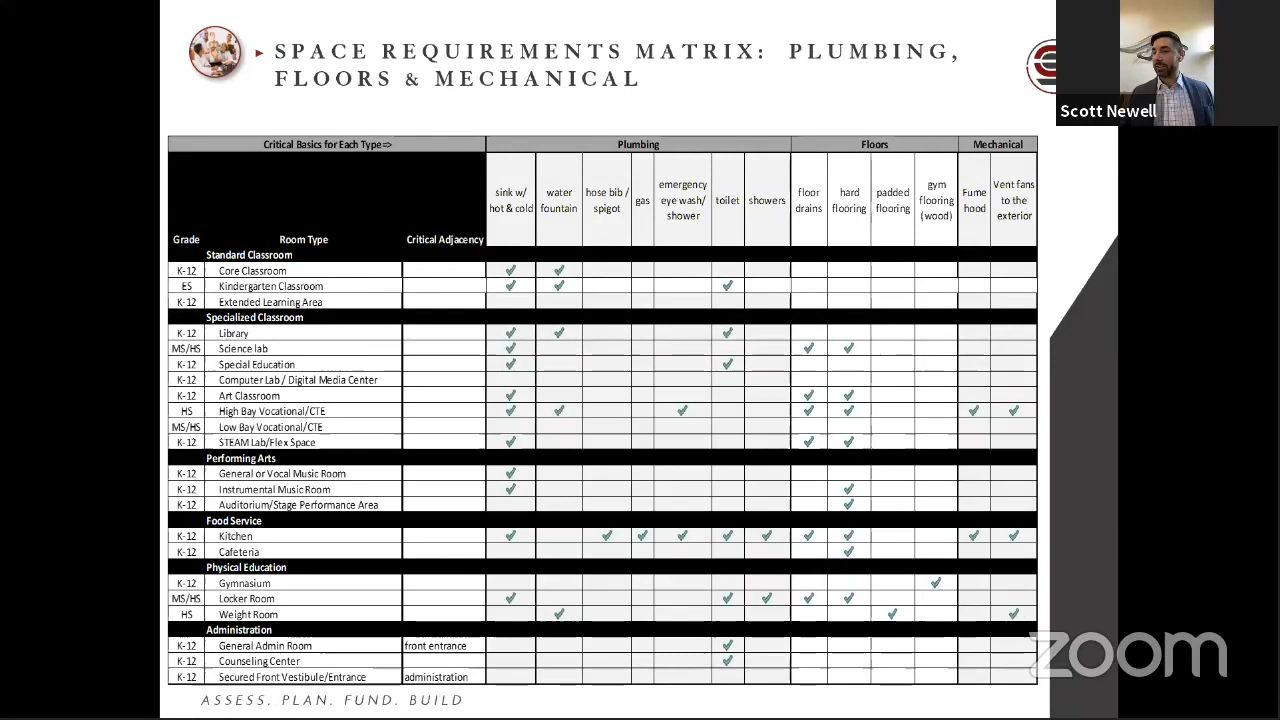 SPACE REQUIREMENTS MATRIX: PLUMBING,
FLOORS & MECHANICAL
Scott Newell
Critical Basics for Each Type=> Plumbing Floors Mechanical
Grade Room Type Critical Adjacency sink w/ hot & cold water fountain hose bib / spigot gas emergency eye wash/ shower toilet showers floor drains hard flooring padded flooring gym flooring (wood) Fume hood Vent fans to the exterior
Standard Classroom
K-12 Core Classroom ✓ ✓
ES Kindergarten Classroom ✓ ✓ ✓
K-12 Extended Learning Area
Specialized Classroom
K-12 Library ✓ ✓ ✓
MS/HS Science lab ✓ ✓ ✓
K-12 Special Education ✓ ✓
K-12 Computer Lab / Digital Media Center
K-12 Art Classroom ✓ ✓ ✓
HS High Bay Vocational/CTE ✓ ✓ ✓ ✓ ✓ ✓ ✓
MS/HS Low Bay Vocational/CTE
K-12 STEAM Lab/Flex Space ✓ ✓ ✓
Performing Arts
K-12 General or Vocal Music Room ✓
K-12 Instrumental Music Room ✓ ✓
K-12 Auditorium/Stage Performance Area ✓
Food Service
K-12 Kitchen ✓ ✓ ✓ ✓ ✓ ✓ ✓ ✓ ✓ ✓
K-12 Cafeteria ✓
Physical Education
K-12 Gymnasium ✓
MS/HS Locker Room ✓ ✓ ✓ ✓ ✓
HS Weight Room ✓ ✓ ✓
Administration
K-12 General Admin Room front entrance ✓
K-12 Counseling Center ✓
K-12 Secured Front Vestibule/Entrance administration
zoom
ASSESS. PLAN. FUND. BUILD